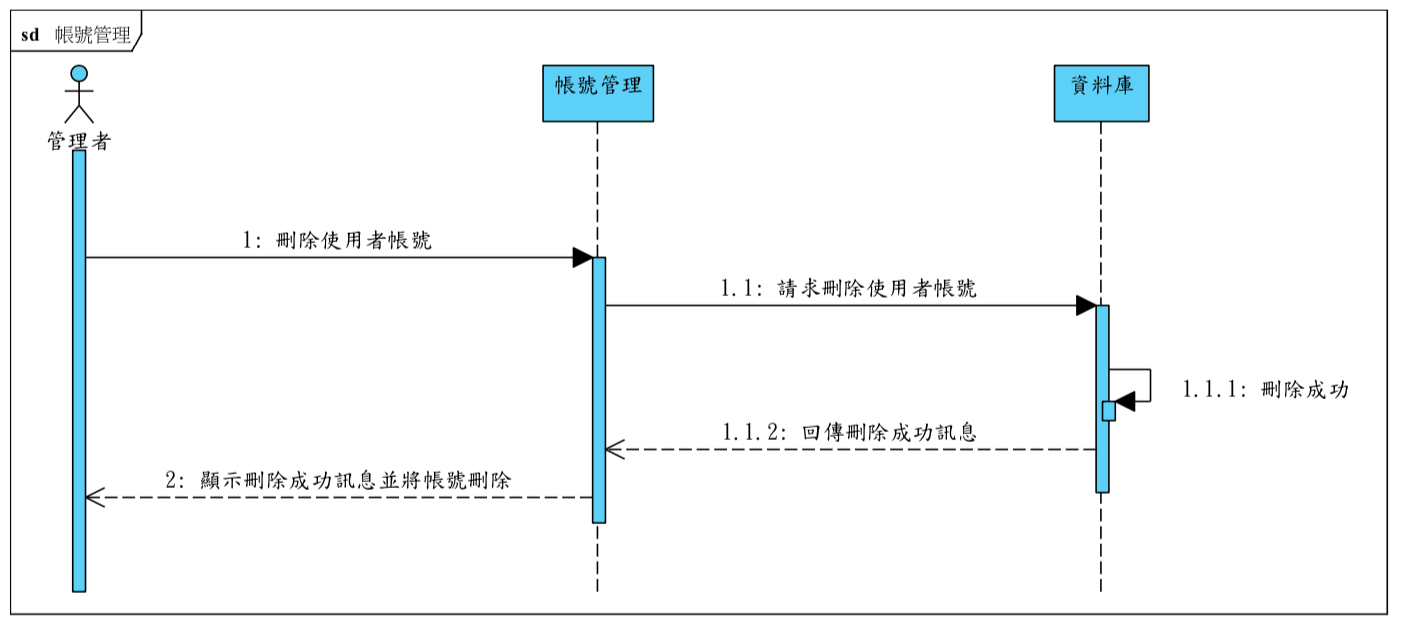 sd 帳號管理
管理者
帳號管理
資料庫
1: 刪除使用者帳號
1.1: 請求刪除使用者帳號
1.1.1: 刪除成功
1.1.2: 回傳刪除成功訊息
2: 顯示刪除成功訊息並將帳號刪除